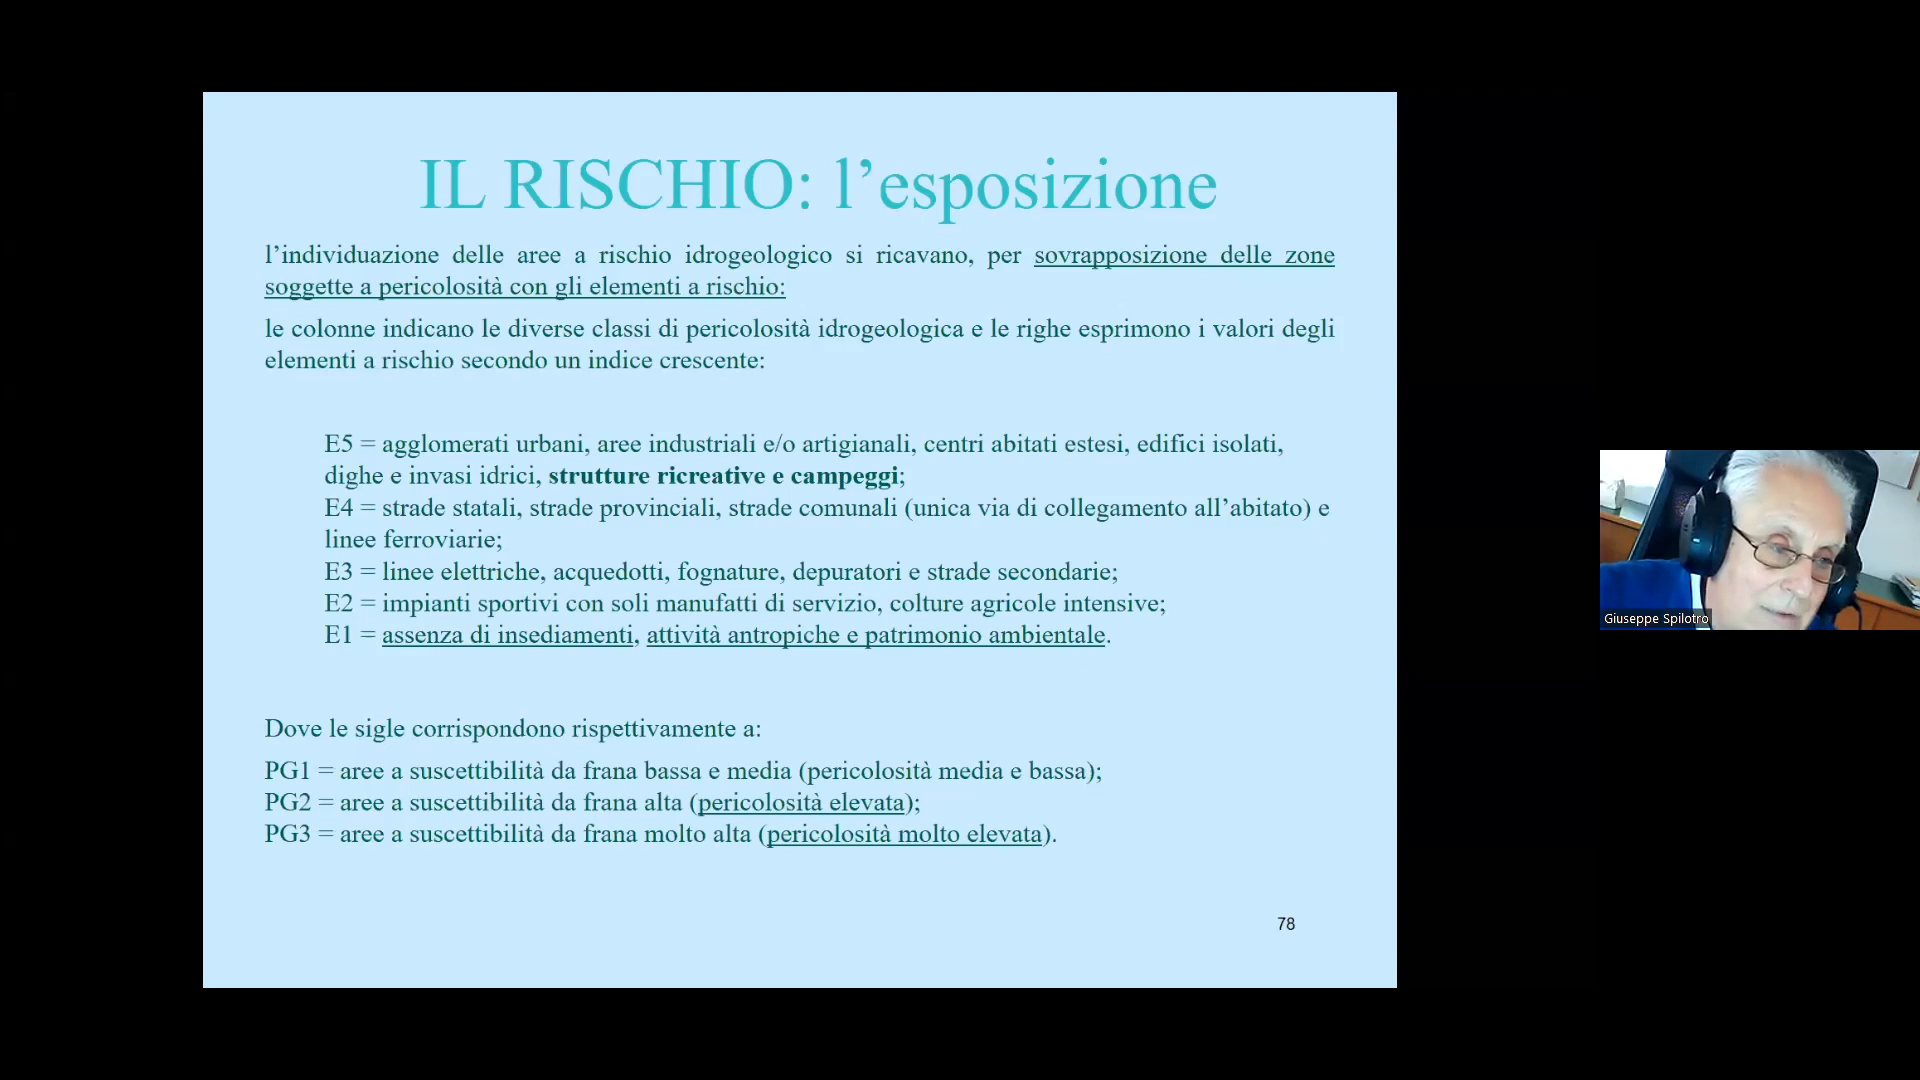 IL RISCHIO: l’esposizione
l’individuazione delle aree a rischio idrogeologico si ricavano, per sovrapposizione delle zone
soggette a pericolosità con gli elementi a rischio:
le colonne indicano le diverse classi di pericolosità idrogeologica e le righe esprimono i valori degli
elementi a rischio secondo un indice crescente:
E5 = agglomerati urbani, aree industriali e/o artigianali, centri abitati estesi, edifici isolati,
dighe e invasi idrici, strutture ricreative e campeggi;
E4 = strade statali, strade provinciali, strade comunali (unica via di collegamento all’abitato) e
linee ferroviarie;
E3 = linee elettriche, acquedotti, fognature, depuratori e strade secondarie;
E2 = impianti sportivi con soli manufatti di servizio, colture agricole intensive;
E1 = assenza di insediamenti, attività antropiche e patrimonio ambientale.
Dove le sigle corrispondono rispettivamente a:
PG1 = aree a suscettibilità da frana bassa e media (pericolosità media e bassa);
PG2 = aree a suscettibilità da frana alta (pericolosità elevata);
PG3 = aree a suscettibilità da frana molto alta (pericolosità molto elevata).
78
Giuseppe Spilotro